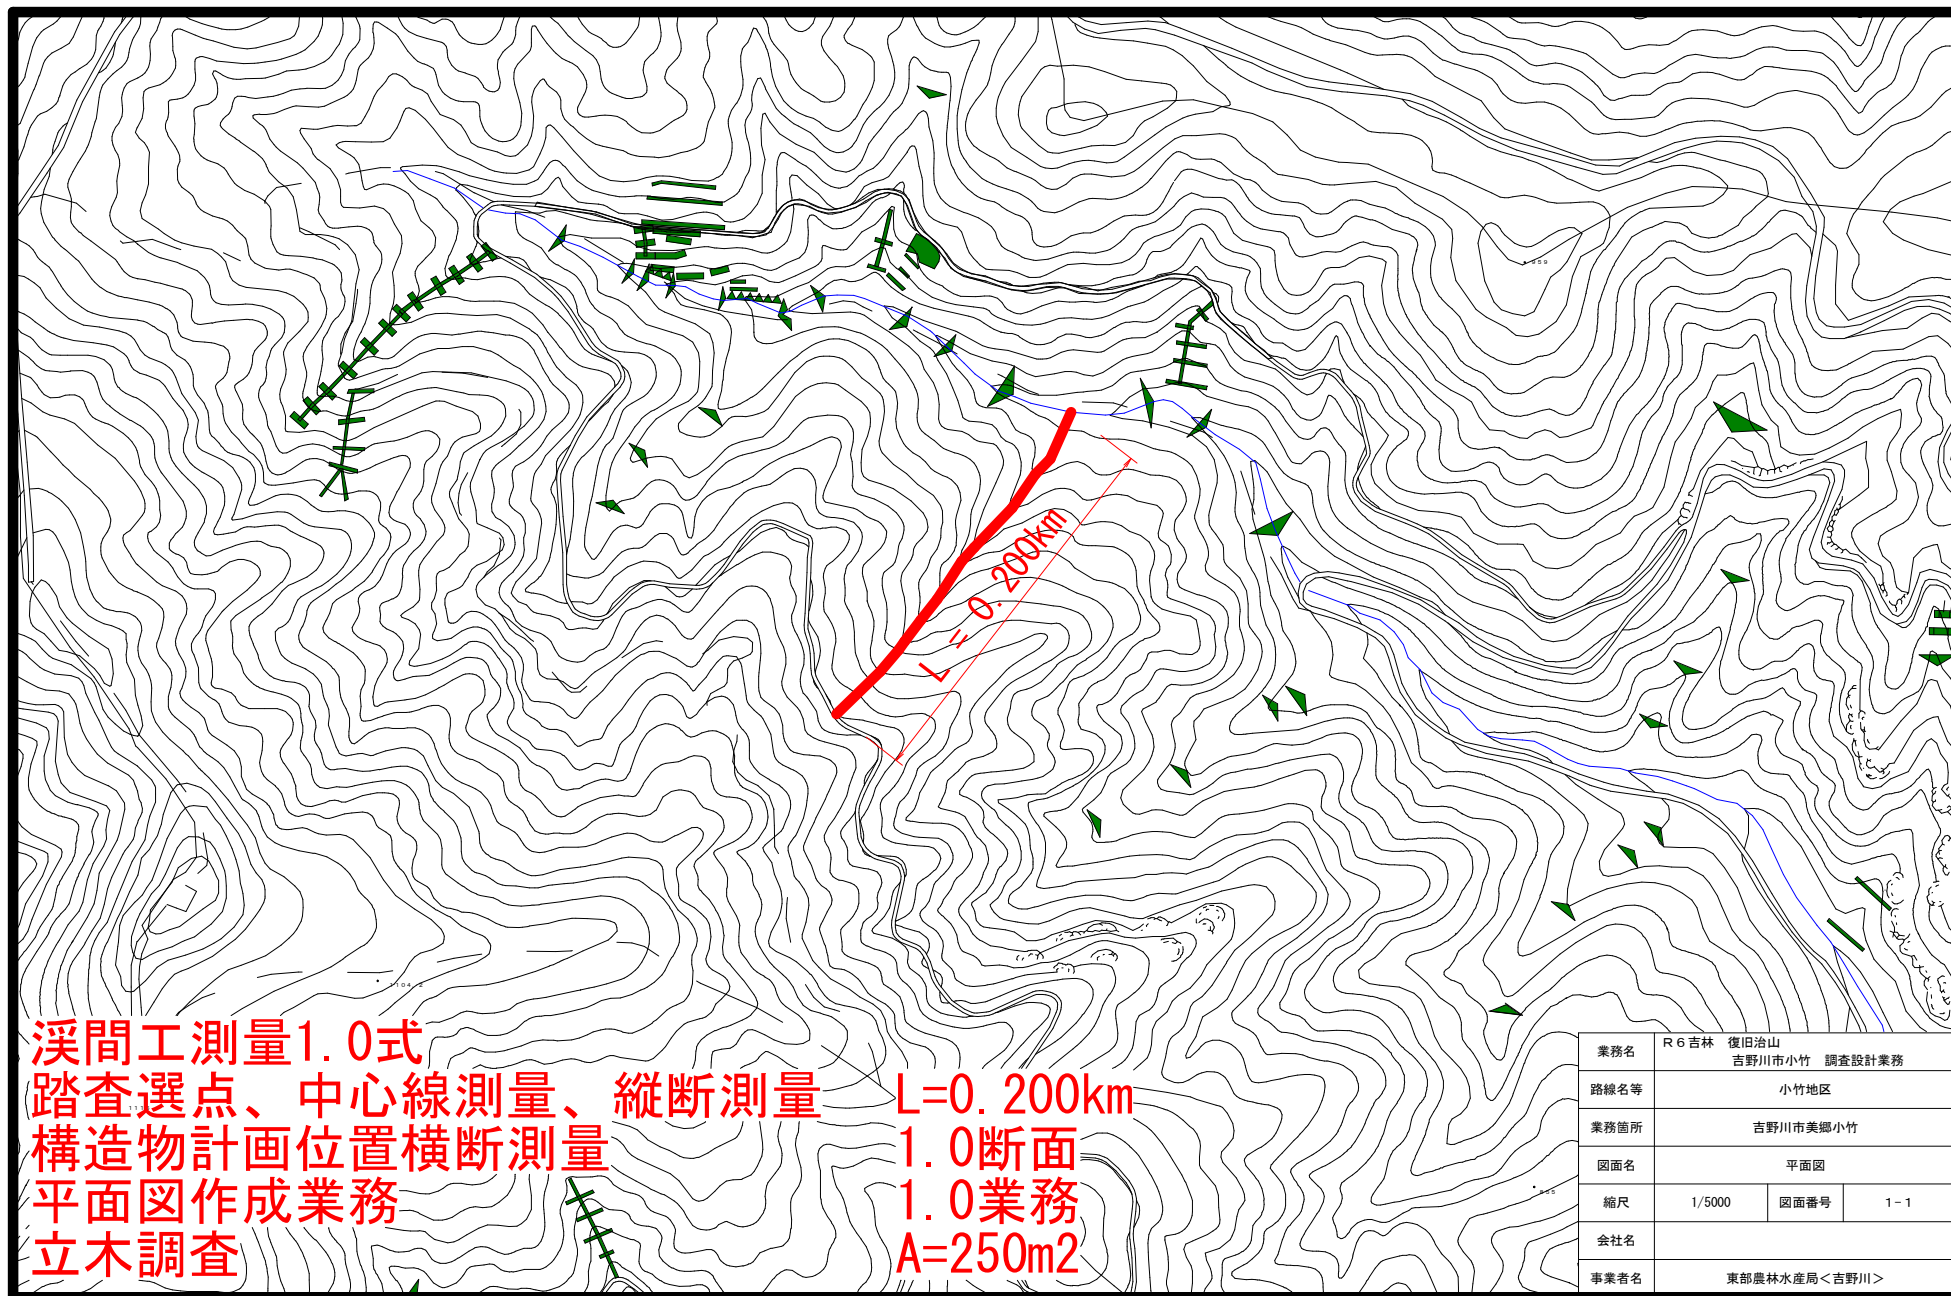 959
L = 0.200km
1104.2
渓間工測量1.0式
踏査選点、中心線測量、縦断測量 L=0.200km
構造物計画位置横断測量 1.0断面
平面図作成業務 1.0業務
立木調査 A=250m2
業務名 R6吉林 復旧治山
吉野川市小竹 調査設計業務
路線名等 小竹地区
業務箇所 吉野川市美郷小竹
図面名 平面図
縮尺 1/5000 図面番号 1-1
会社名
事業者名 東部農林水産局<吉野川>